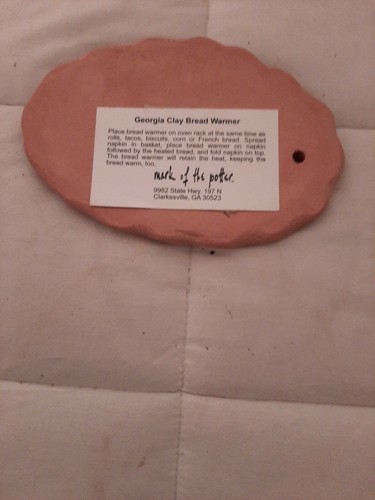 Georgia Clay Bread Warmer
Place bread warmer on oven rack at the same time as
rolls, tacos, biscuits, corn or French bread. Spread
napkin in basket, place bread warmer on napkin
followed by the heated bread, and fold napkin on top.
The bread warmer will retain the heat, keeping the
bread warm, too.
mark of the potter.
9982 State Hwy. 197 N
Clarkesville, GA 30523